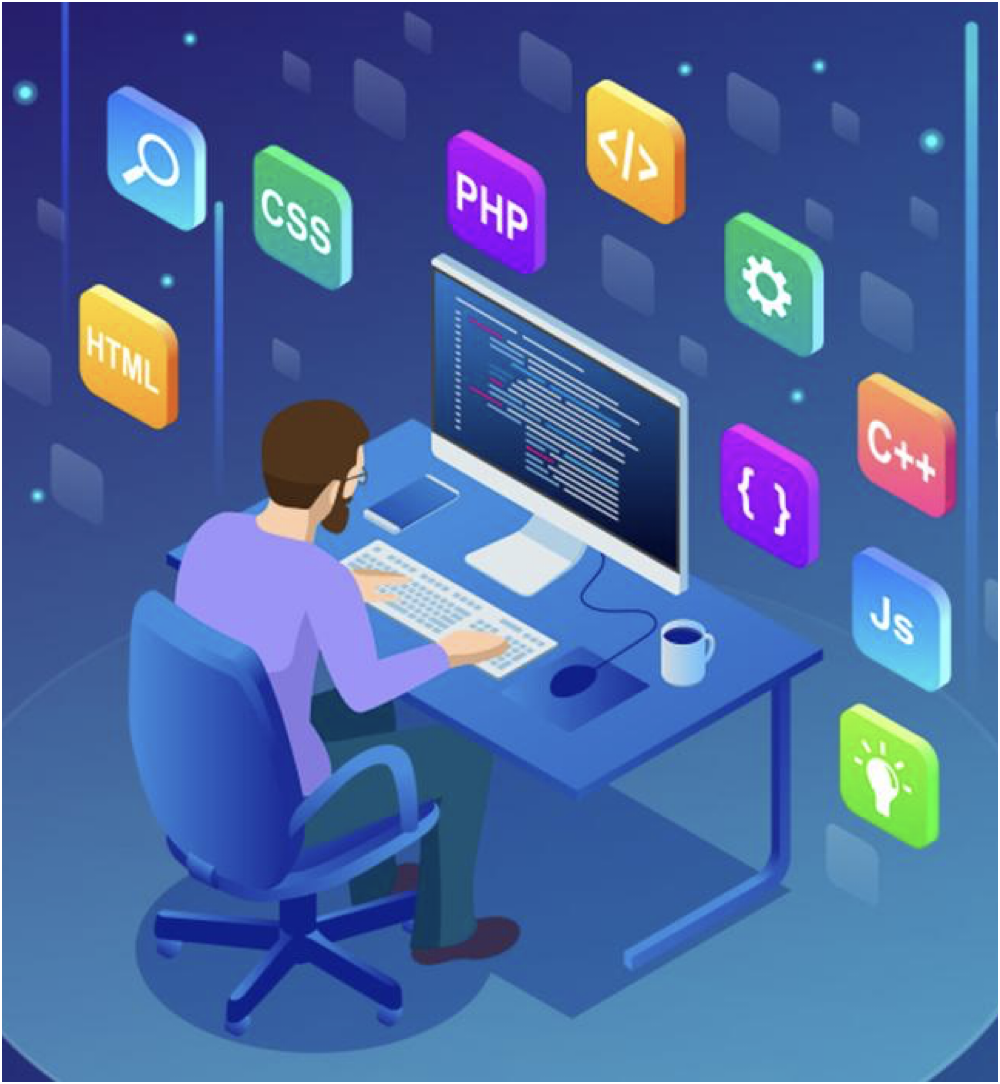 </>
CSS
PHP
HTML
C++
{ }
Js